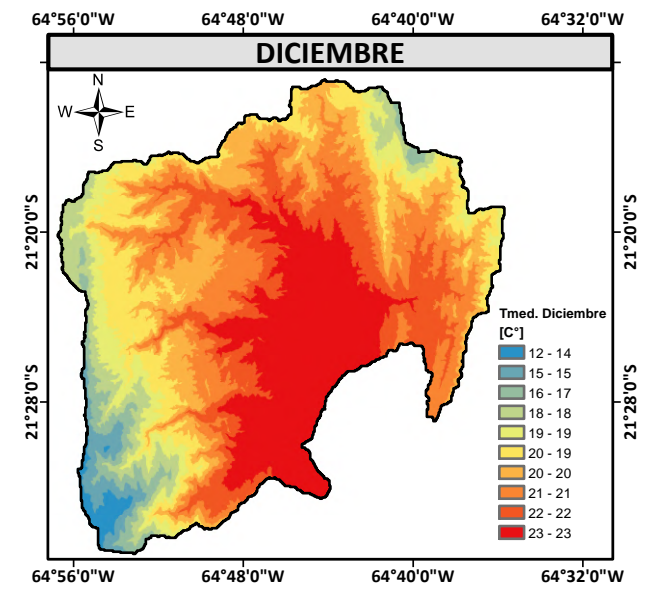 64°56'0"W 64°48'0"W 64°40'0"W 64°32'0"W
DICIEMBRE
N
W E
S
21°20'0"S 21°20'0"S
21°28'0"S 21°28'0"S
Tmed. Diciembre
[C°]
12 - 14
15 - 15
16 - 17
18 - 18
19 - 19
20 - 19
20 - 20
21 - 21
22 - 22
23 - 23
64°56'0"W 64°48'0"W 64°40'0"W 64°32'0"W